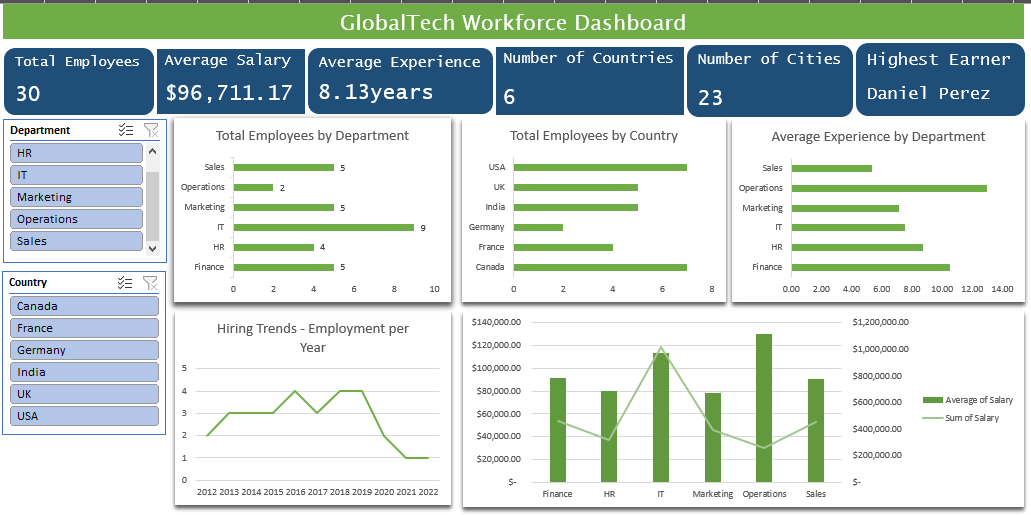 GlobalTech Workforce Dashboard
Total Employees
30
Average Salary
$96,711.17
Average Experience
8.13years
Number of Countries
6
Number of Cities
23
Highest Earner
Daniel Perez
Department
HR
IT
Marketing
Operations
Sales
Country
Canada
France
Germany
India
UK
USA
Total Employees by Department
Sales 5
Operations 2
Marketing 5
IT 9
HR 4
Finance 5
0 2 4 6 8 10
Total Employees by Country
USA
UK
India
Germany
France
Canada
0 2 4 6 8
Average Experience by Department
Sales
Operations
Marketing
IT
HR
Finance
0.00 2.00 4.00 6.00 8.00 10.00 12.00 14.00
Hiring Trends - Employment per
Year
5
4
3
2
1
0
2012 2013 2014 2015 2016 2017 2018 2019 2020 2021 2022
$140,000.00
$120,000.00
$100,000.00
$80,000.00
$60,000.00
$40,000.00
$20,000.00
$-
$1,200,000.00
$1,000,000.00
$800,000.00
$600,000.00
$400,000.00
$200,000.00
$-
Finance HR IT Marketing Operations Sales
Average of Salary
Sum of Salary